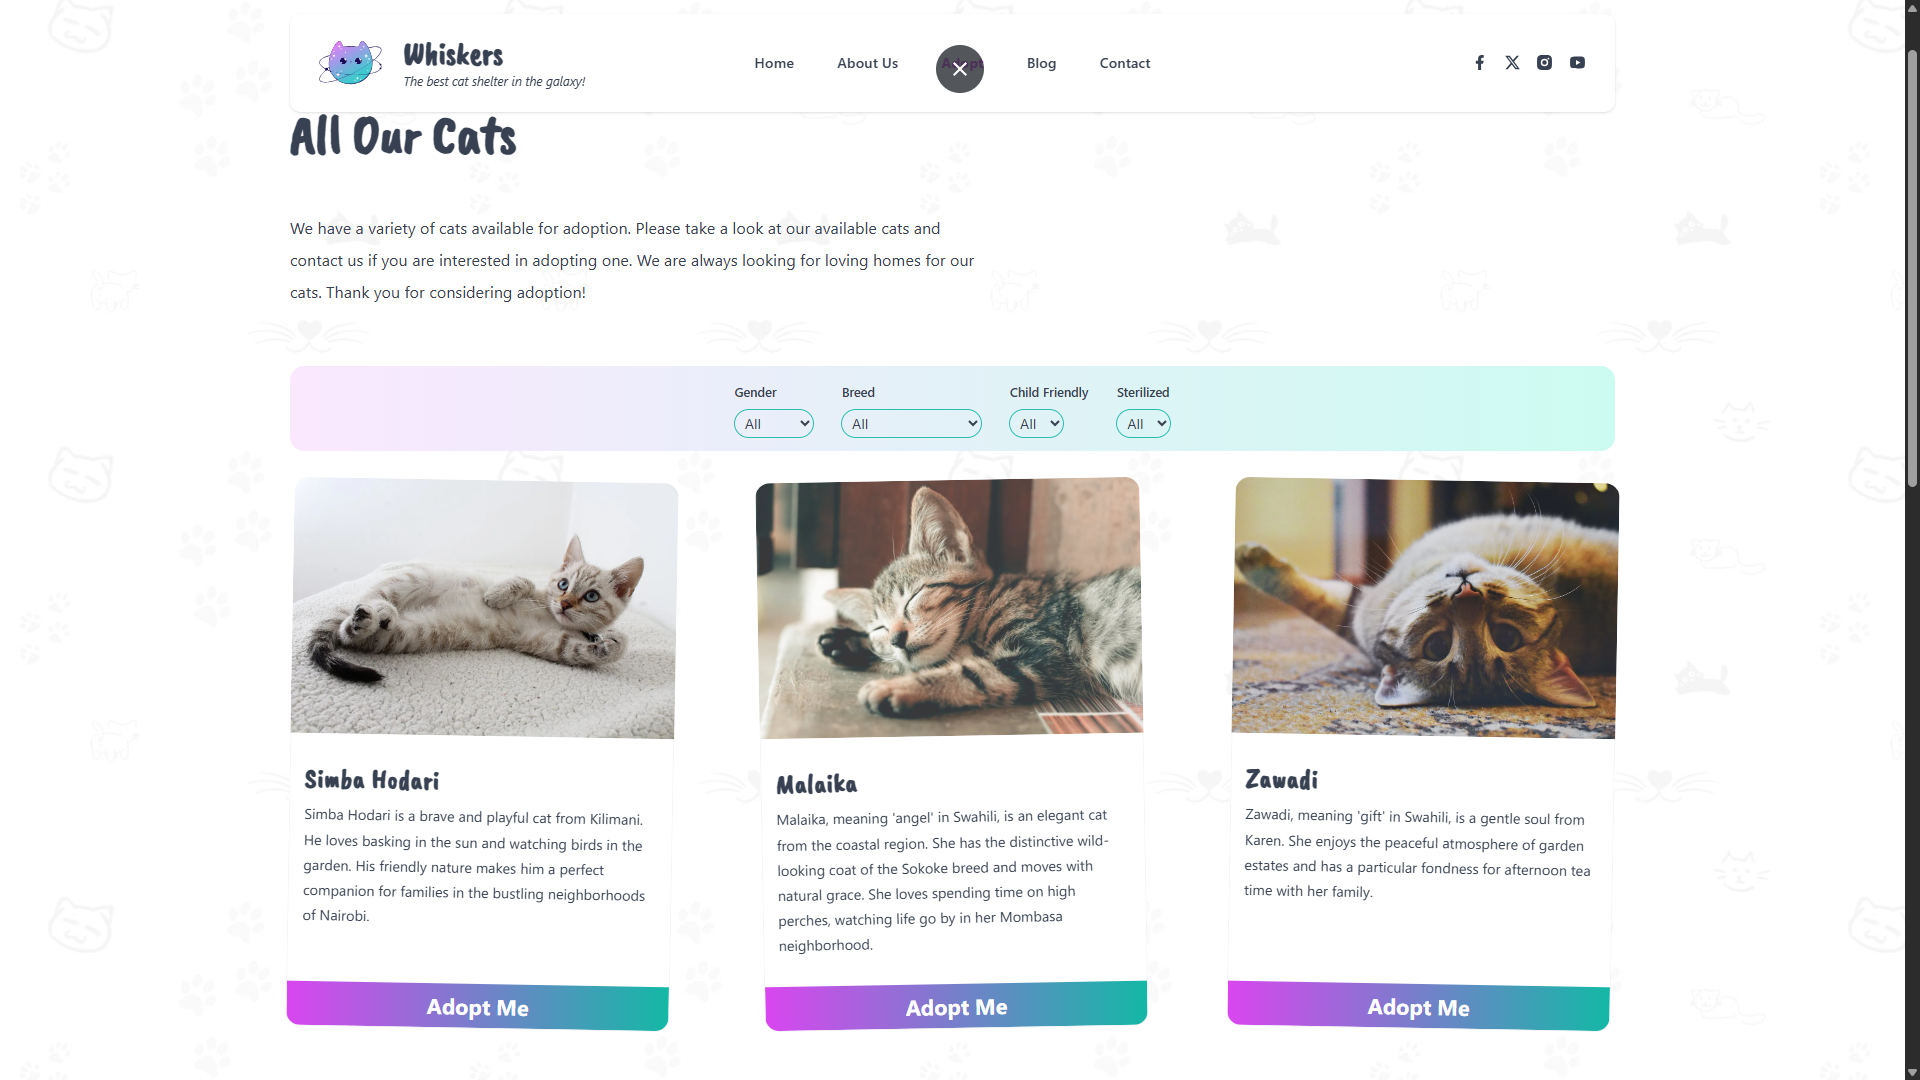 Whiskers
The best cat shelter in the galaxy!
Home
About Us
Adopt
Blog
Contact
All Our Cats
We have a variety of cats available for adoption. Please take a look at our available cats and
contact us if you are interested in adopting one. We are always looking for loving homes for our
cats. Thank you for considering adoption!
Gender
Breed
Child Friendly
Sterilized
All
All
All
All
Simba Hodari
Simba Hodari is a brave and playful cat from Kilimani.
He loves basking in the sun and watching birds in the
garden. His friendly nature makes him a perfect
companion for families in the bustling neighborhoods
of Nairobi.
Adopt Me
Malaika
Malaika, meaning 'angel' in Swahili, is an elegant cat
from the coastal region. She has the distinctive wild-
looking coat of the Sokoke breed and moves with
natural grace. She loves spending time on high
perches, watching life go by in her Mombasa
neighborhood.
Adopt Me
Zawadi
Zawadi, meaning 'gift' in Swahili, is a gentle soul from
Karen. She enjoys the peaceful atmosphere of garden
estates and has a particular fondness for afternoon tea
time with her family.
Adopt Me